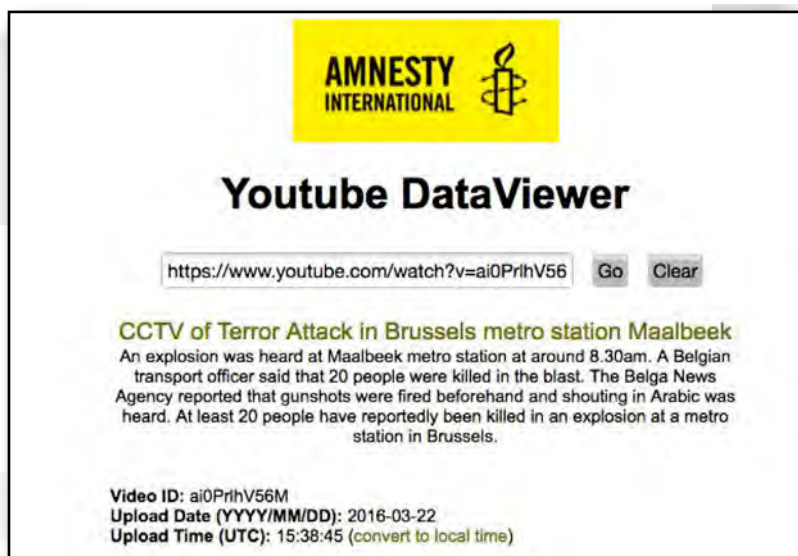 AMNESTY
INTERNATIONAL
Youtube DataViewer
https://www.youtube.com/watch?v=ai0PrlhV56 Go Clear
CCTV of Terror Attack in Brussels metro station Maalbeek
An explosion was heard at Maalbeek metro station at around 8.30am. A Belgian
transport officer said that 20 people were killed in the blast. The Belga News
Agency reported that gunshots were fired beforehand and shouting in Arabic was
heard. At least 20 people have reportedly been killed in an explosion at a metro
station in Brussels.
Video ID: ai0PrlhV56M
Upload Date (YYYY/MM/DD): 2016-03-22
Upload Time (UTC): 15:38:45 (convert to local time)